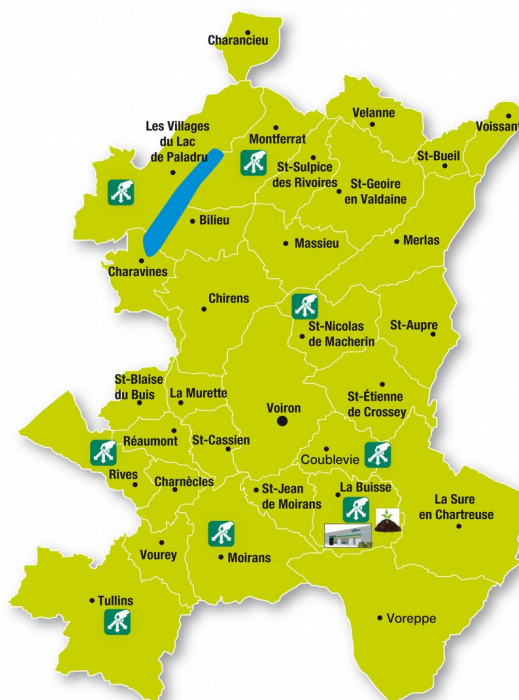 Charancieu
Velanne
Voissant
Les Villages
du Lac
de Paladru
Montferrat
St-Bueil
St-Sulpice
des Rivoires
St-Geoire
en Valdaine
Bilieu
Massieu
Merlas
Charavines
Chirens
St-Nicolas
de Macherin
St-Aupre
St-Blaise
du Buis
La Murette
St-Étienne
de Crossey
Voiron
Réaumont
St-Cassien
Coublevie
Rives
Charnècles
St-Jean
de Moirans
La Buisse
La Sure
en Chartreuse
Vourey
Moirans
Tullins
Voreppe